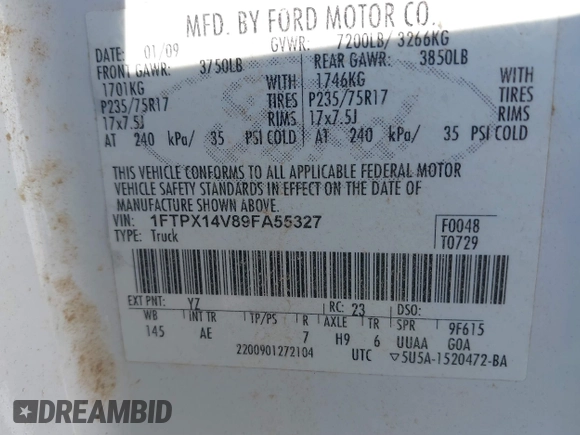 MFD. BY FORD MOTOR CO.
DATE: 01/09 GVWR: 7200LB/ 3266KG
FRONT GAWR: 3750LB REAR GAWR: 3850LB
1701KG WITH 1746KG WITH
P235/75R17 TIRES P235/75R17 TIRES
17x7.5J RIMS 17x7.5J RIMS
AT 240 kPa/ 35 PSI COLD AT 240 kPa/ 35 PSI COLD
THIS VEHICLE CONFORMS TO ALL APPLICABLE FEDERAL MOTOR
VEHICLE SAFETY STANDARDS IN EFFECT ON THE DATE OF
MANUFACTURE SHOWN ABOVE.
VIN: 1FTPX14V89FA55327 F0048
TYPE: Truck T0729
EXT PNT: YZ RC: 23 DSO:
WB INT TR TP/PS R AXLE TR SPR 9F615
145 AE 7 H9 6 UUAA GOA
2200901272104 UTC ▽5U5A-1520472-BA
DREAMBID